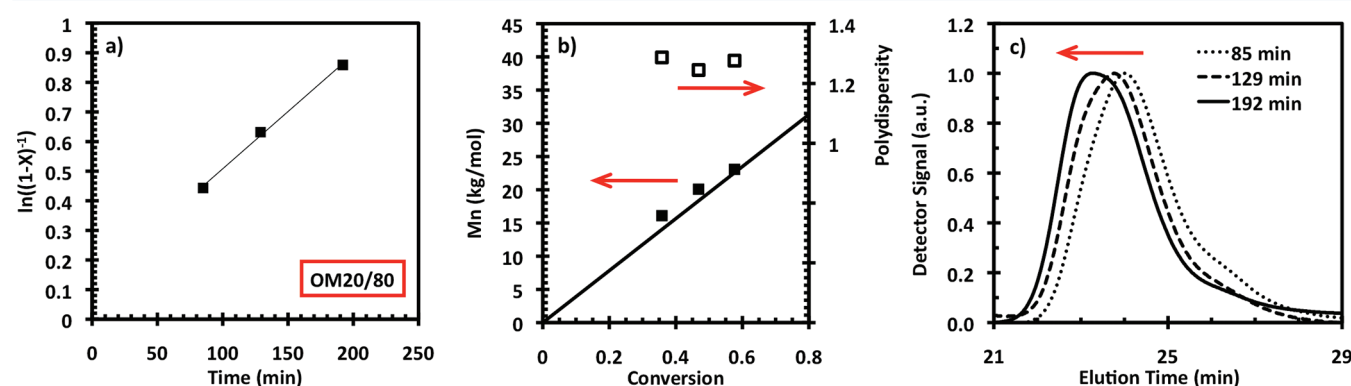 a)
ln((1-X)⁻¹)
1
0.9
0.8
0.7
0.6
0.5
0.4
0.3
0.2
0.1
0
OM20/80
0 50 100 150 200 250
Time (min)
b)
Mn (kg/mol)
45
40
35
30
25
20
15
10
5
0
1.4
1.2
1
Polydispersity
0 0.2 0.4 0.6 0.8
Conversion
c)
Detector Signal (a.u.)
1.2
1.0
0.8
0.6
0.4
0.2
0.0
85 min
129 min
192 min
21 25 29
Elution Time (min)